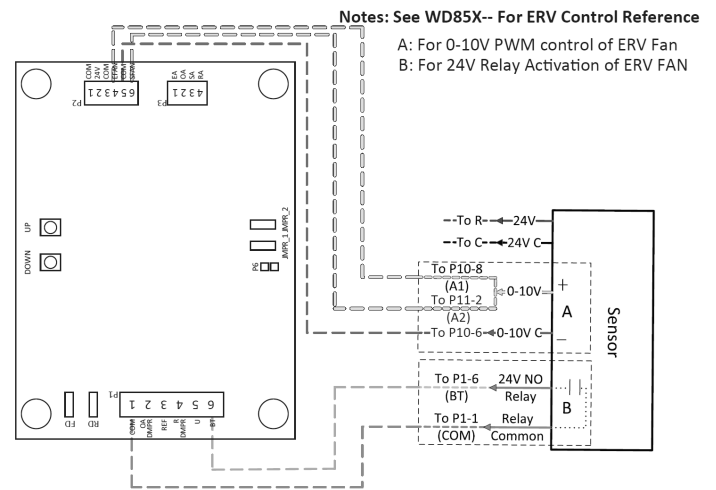 Notes: See WD85X-- For ERV Control Reference
A: For 0-10V PWM control of ERV Fan
B: For 24V Relay Activation of ERV FAN
COM
24V
COM
EFAN
COM
SFAN
EA
OA
SA
RA
P2
1 2 3 4 5 6
P3
1 2 3 4
UP
DOWN
JMPR_1 JMPR_2
P6
To R 24V
To C 24V C
To P10-8
(A1)
0-10V
To P11-2
(A2)
To P10-6 0-10V C
+
A
_
Sensor
To P1-6 24V NO
(BT) Relay
B
To P1-1 Relay
(COM) Common
FD
RD
P1
1 2 3 4 5 6
COM
OA
DMPR
REF
R
DMPR
U
BT